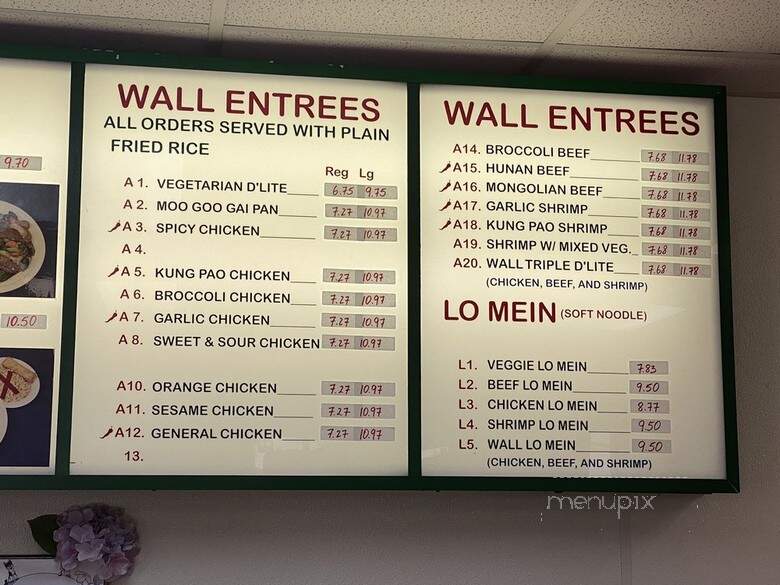 9.70
10.50
WALL ENTREES
ALL ORDERS SERVED WITH PLAIN
FRIED RICE
Reg Lg
A 1. VEGETARIAN D'LITE 6.75 9.75
A 2. MOO GOO GAI PAN 7.27 10.97
A 3. SPICY CHICKEN 7.27 10.97
A 4.
A 5. KUNG PAO CHICKEN 7.27 10.97
A 6. BROCCOLI CHICKEN 7.27 10.97
A 7. GARLIC CHICKEN 7.27 10.97
A 8. SWEET & SOUR CHICKEN 7.27 10.97
A10. ORANGE CHICKEN 7.27 10.97
A11. SESAME CHICKEN 7.27 10.97
A12. GENERAL CHICKEN 7.27 10.97
13.
WALL ENTREES
A14. BROCCOLI BEEF 7.68 11.78
A15. HUNAN BEEF 7.68 11.78
A16. MONGOLIAN BEEF 7.68 11.78
A17. GARLIC SHRIMP 7.68 11.78
A18. KUNG PAO SHRIMP 7.68 11.78
A19. SHRIMP W/ MIXED VEG. 7.68 11.78
A20. WALL TRIPLE D'LITE 7.68 11.78
(CHICKEN, BEEF, AND SHRIMP)
LO MEIN (SOFT NOODLE)
L1. VEGGIE LO MEIN 7.83
L2. BEEF LO MEIN 9.50
L3. CHICKEN LO MEIN 8.77
L4. SHRIMP LO MEIN 9.50
L5. WALL LO MEIN 9.50
(CHICKEN, BEEF, AND SHRIMP)
menupix